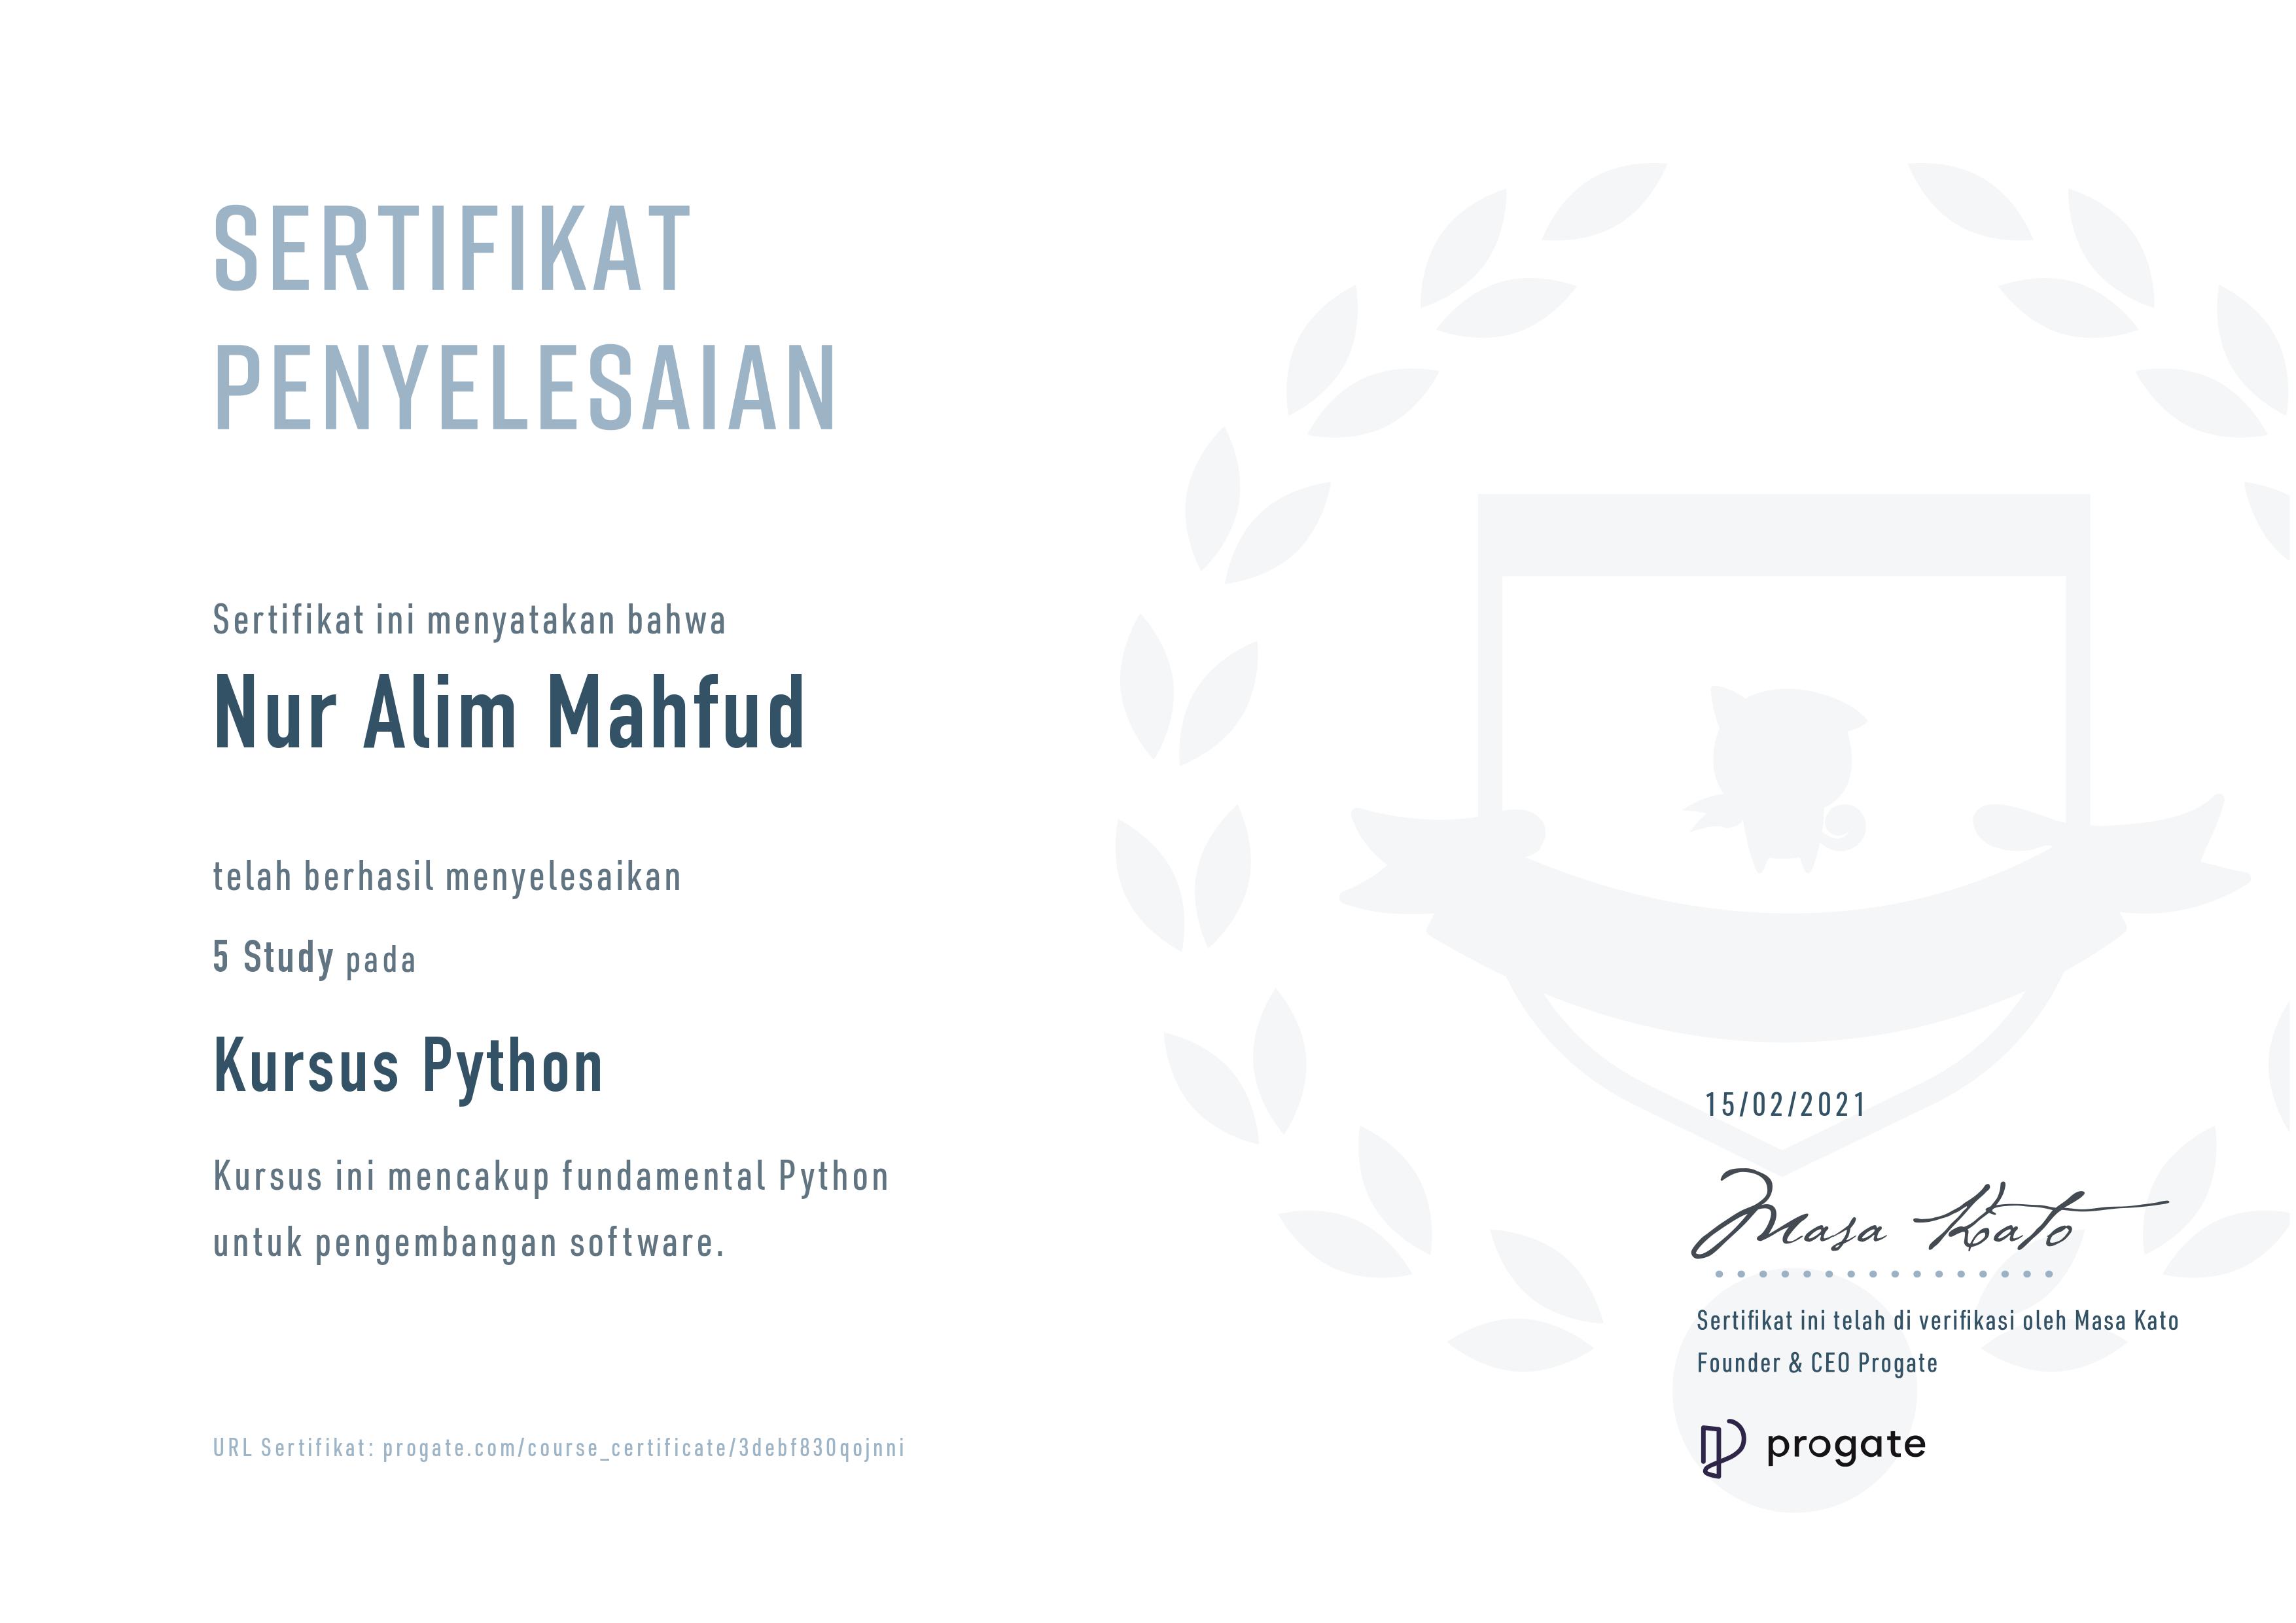 SERTIFIKAT
PENYELESAIAN
Sertifikat ini menyatakan bahwa
Nur Alim Mahfud
telah berhasil menyelesaikan
5 Study pada
Kursus Python
Kursus ini mencakup fundamental Python
untuk pengembangan software.
URL Sertifikat: progate.com/course_certificate/3debf830qojnni
15/02/2021
Masa Kato
Sertifikat ini telah di verifikasi oleh Masa Kato
Founder & CEO Progate
progate